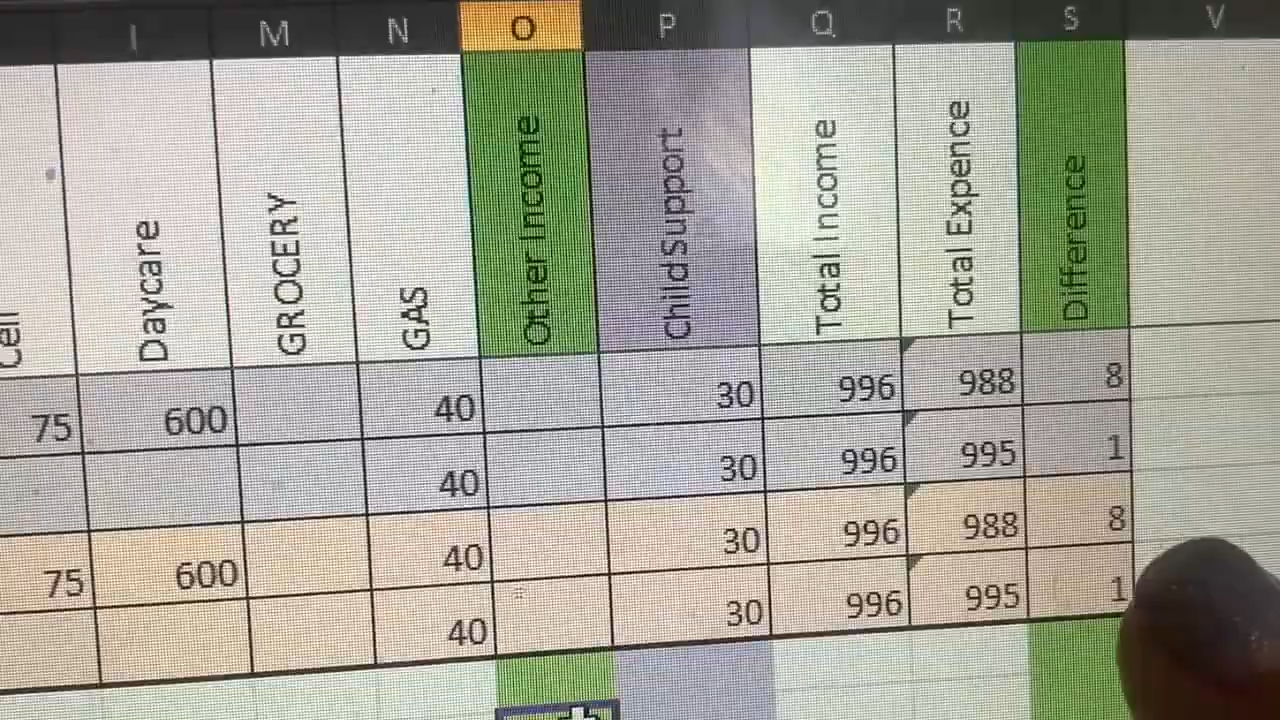 I M N O P Q R S V
Cell Daycare GROCERY GAS Other Income Child Support Total Income Total Expence Difference
75 600 40 30 996 988 8
40 30 996 995 1
75 600 40 30 996 988 8
40 30 996 995 1